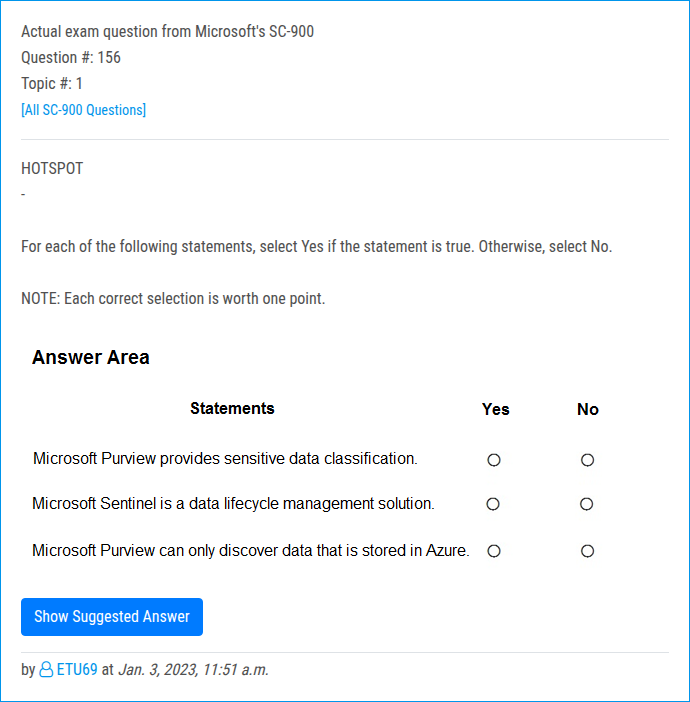 Actual exam question from Microsoft's SC-900
Question #: 156
Topic #: 1
[All SC-900 Questions]
HOTSPOT
-
For each of the following statements, select Yes if the statement is true. Otherwise, select No.
NOTE: Each correct selection is worth one point.
Answer Area
Statements Yes No
Microsoft Purview provides sensitive data classification.
Microsoft Sentinel is a data lifecycle management solution.
Microsoft Purview can only discover data that is stored in Azure.
Show Suggested Answer
by ETU69 at Jan. 3, 2023, 11:51 a.m.